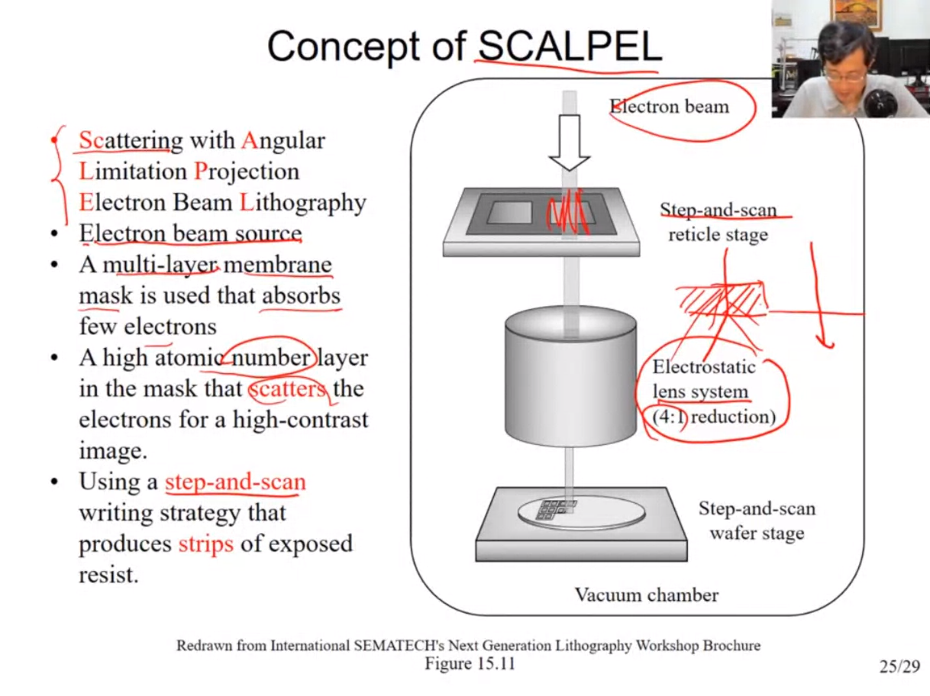 Concept of SCALPEL
• Scattering with Angular
Limitation Projection
Electron Beam Lithography
• Electron beam source
• A multi-layer membrane
mask is used that absorbs
few electrons
• A high atomic number layer
in the mask that scatters the
electrons for a high-contrast
image.
• Using a step-and-scan
writing strategy that
produces strips of exposed
resist.
Electron beam
Step-and-scan
reticle stage
Electrostatic
lens system
(4:1 reduction)
Step-and-scan
wafer stage
Vacuum chamber
Redrawn from International SEMATECH's Next Generation Lithography Workshop Brochure
Figure 15.11
25/29